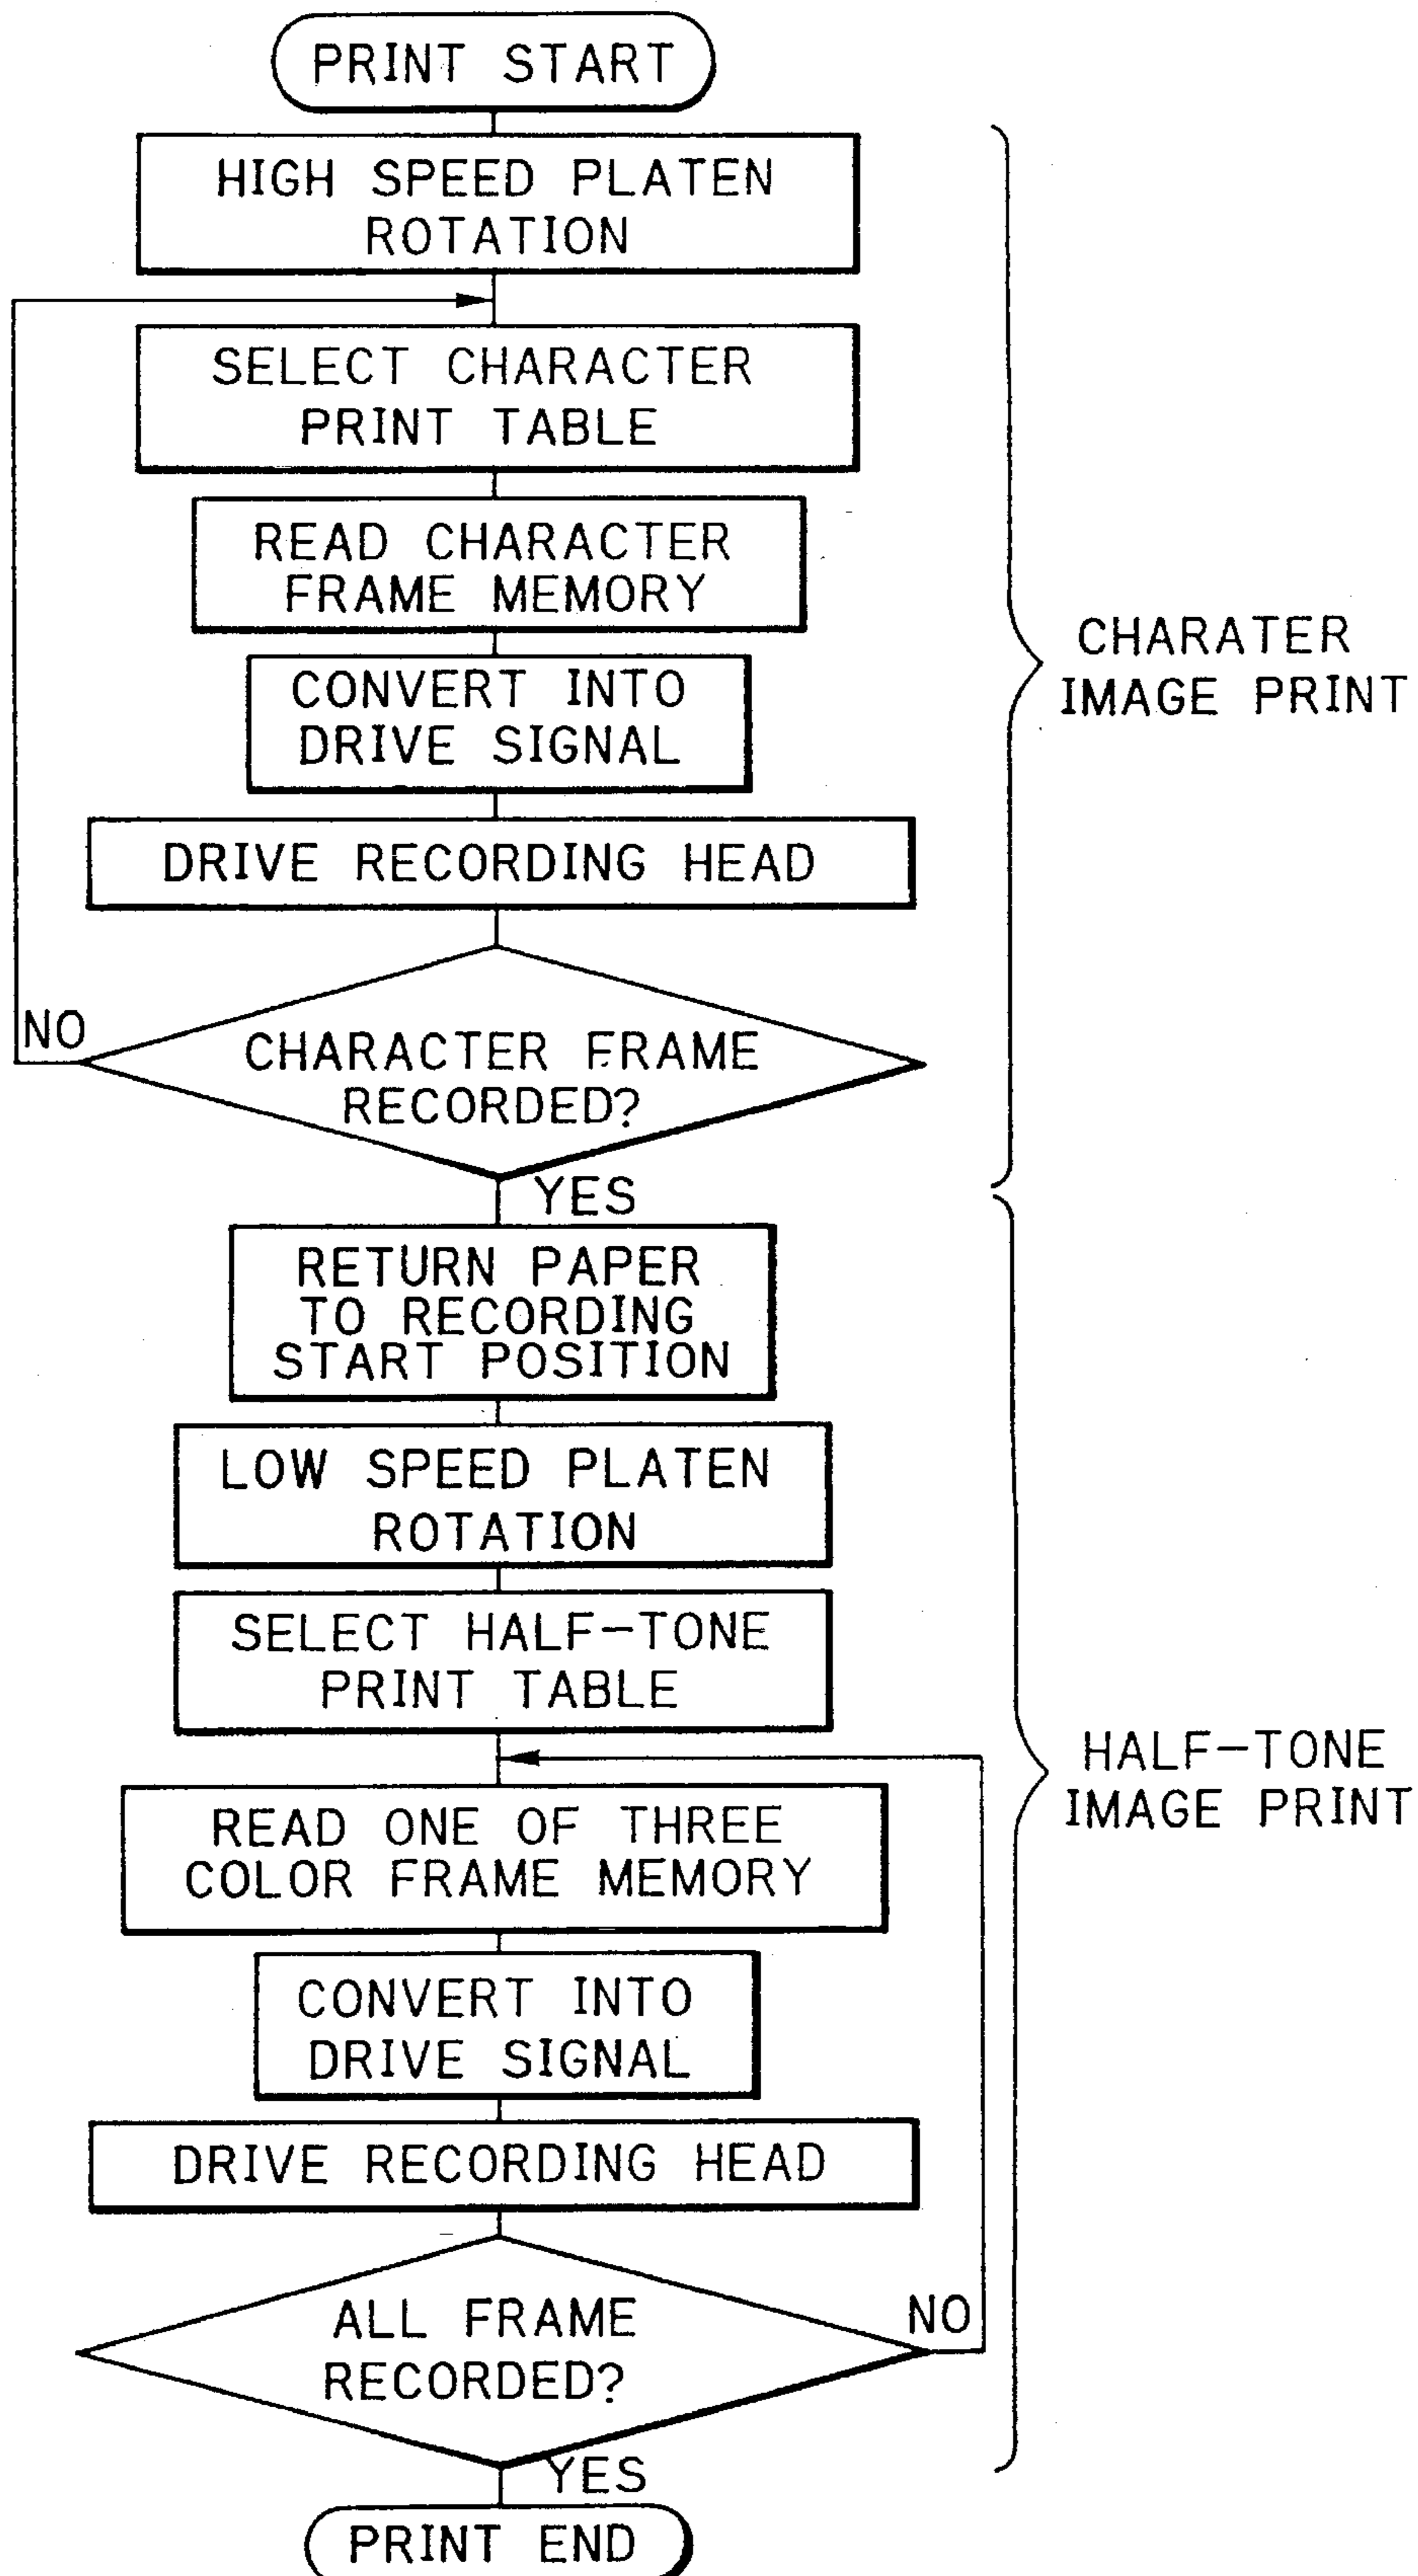 PRINT START
HIGH SPEED PLATEN
ROTATION
SELECT CHARACTER
PRINT TABLE
READ CHARACTER
FRAME MEMORY
CONVERT INTO
DRIVE SIGNAL
DRIVE RECORDING HEAD
NO
CHARACTER FRAME
RECORDED?
YES
CHARATER
IMAGE PRINT
RETURN PAPER
TO RECORDING
START POSITION
LOW SPEED PLATEN
ROTATION
SELECT HALF-TONE
PRINT TABLE
READ ONE OF THREE
COLOR FRAME MEMORY
CONVERT INTO
DRIVE SIGNAL
DRIVE RECORDING HEAD
ALL FRAME
RECORDED?
NO
YES
HALF-TONE
IMAGE PRINT
PRINT END